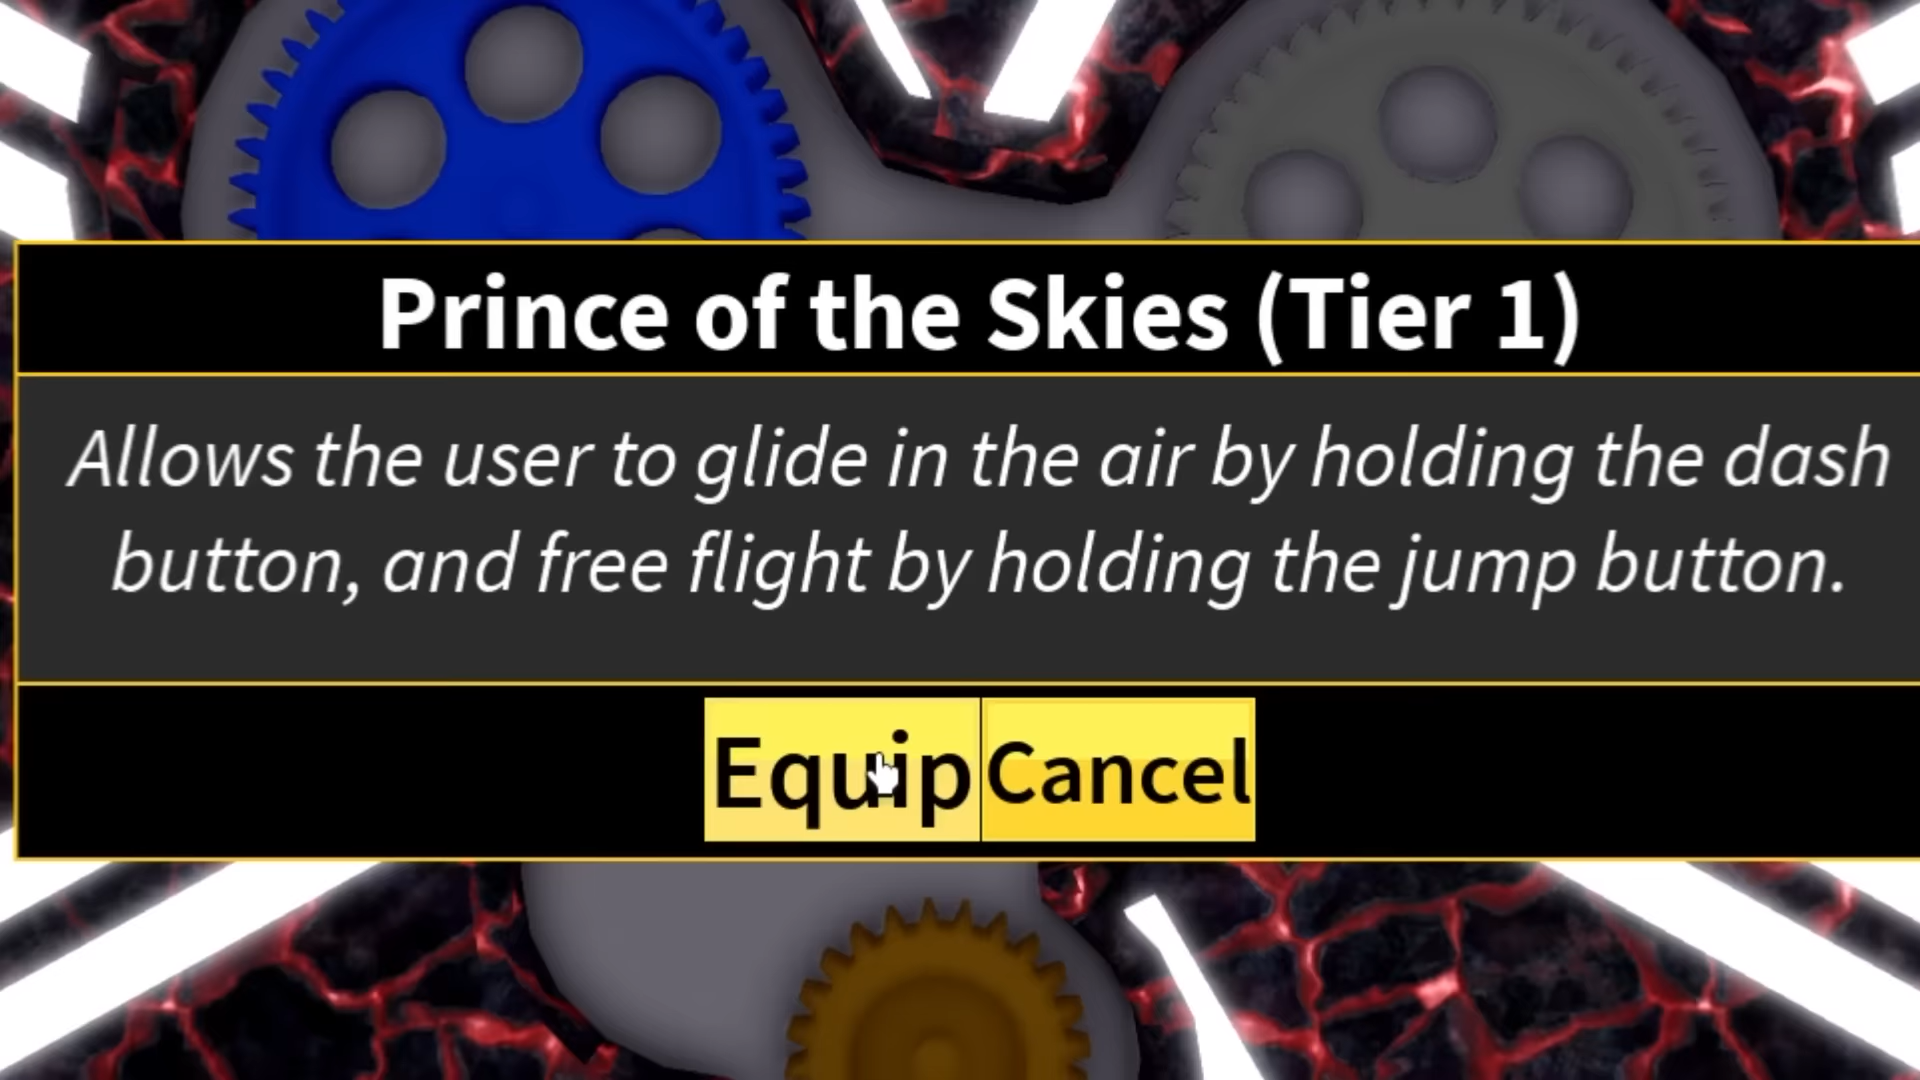 Prince of the Skies (Tier 1)
Allows the user to glide in the air by holding the dash
button, and free flight by holding the jump button.
Equip Cancel